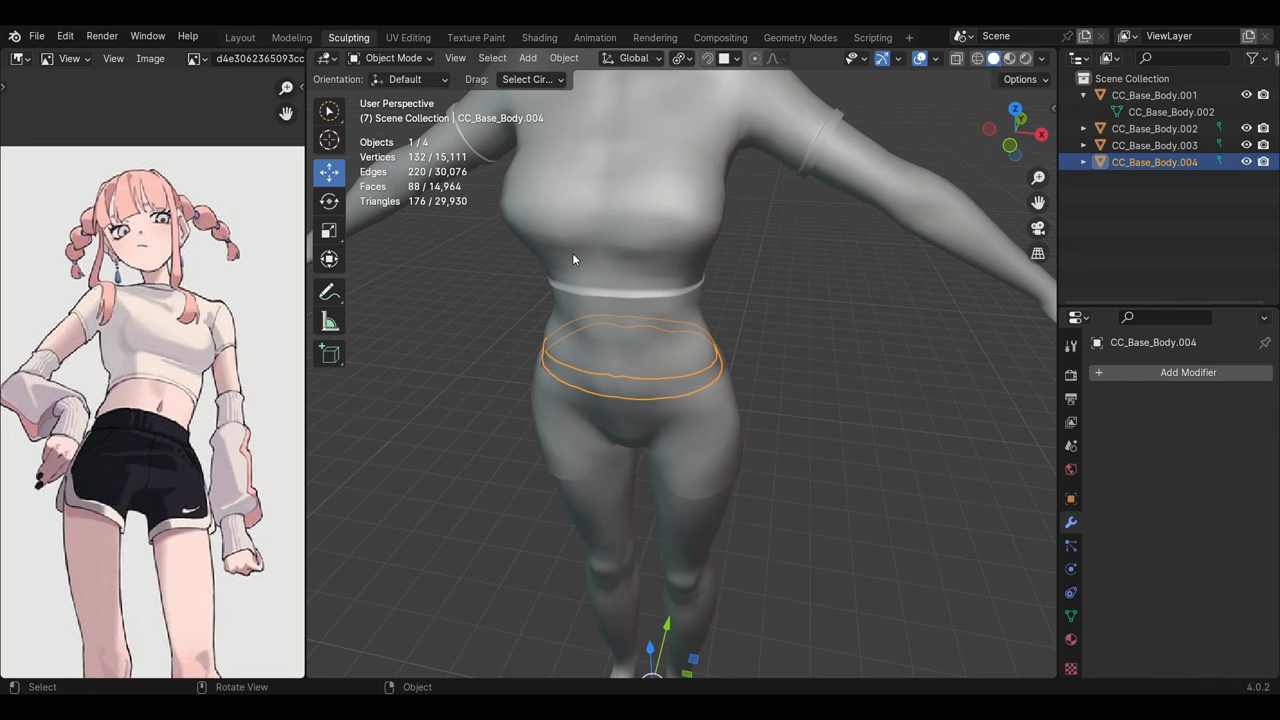 File Edit Render Window Help
Layout Modeling Sculpting UV Editing Texture Paint Shading Animation Rendering Compositing Geometry Nodes Scripting
Scene ViewLayer
View View Image d4e3062365093cc
Object Mode View Select Add Object Global
Orientation: Default Drag: Select Cir... Options
User Perspective
(7) Scene Collection | CC_Base_Body.004
Objects 1 / 4
Vertices 132 / 15,111
Edges 220 / 30,076
Faces 88 / 14,964
Triangles 176 / 29,930
Z
Y
X
Scene Collection
CC_Base_Body.001
CC_Base_Body.002
CC_Base_Body.002
CC_Base_Body.003
CC_Base_Body.004
CC_Base_Body.004
Add Modifier
Select Rotate View Object 4.0.2